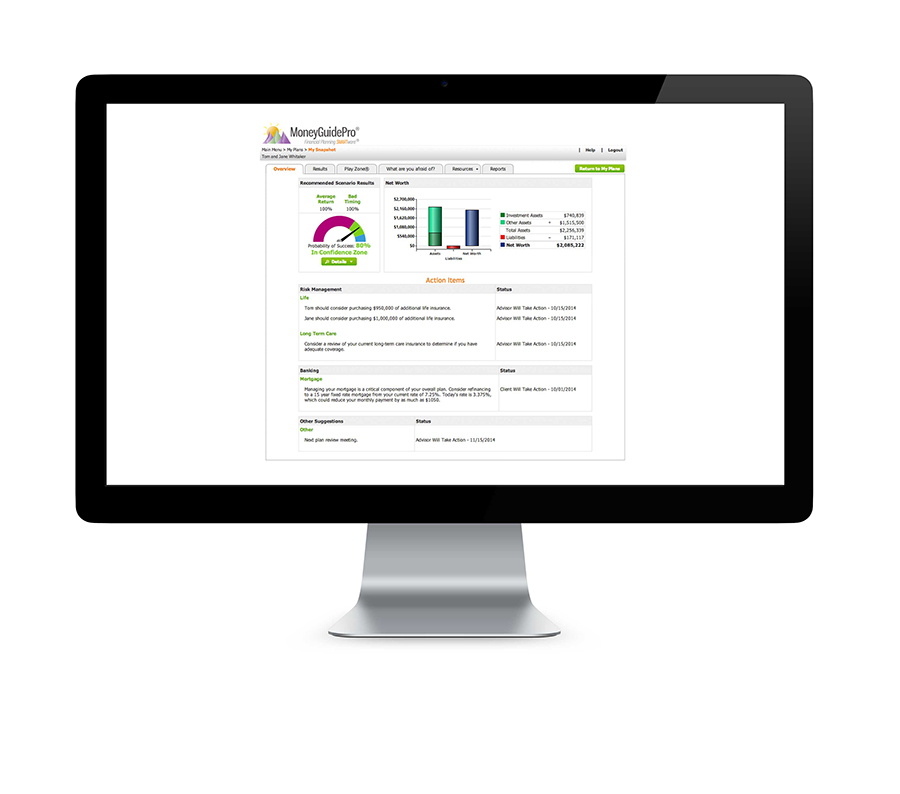 MoneyGuidePro®
Financial Planning SMARTware®
Main Menu > My Plans > My Snapshot
| Help | Logout
Tom and Jane Whitaker
Overview Results Play Zone® What are you afraid of? Resources Reports Return to My Plans
Recommended Scenario Results
Average Return Bad Timing
100% 100%
Probability of Success: 80%
In Confidence Zone
Details
Net Worth
$2,700,000
$2,160,000
$1,620,000
$1,080,000
$540,000
$0
Assets Liabilities Net Worth
Investment Assets $740,839
Other Assets + $1,515,500
Total Assets $2,256,339
Liabilities - $171,117
Net Worth $2,085,222
Action Items
Risk Management Status
Life
Tom should consider purchasing $950,000 of additional life insurance. Advisor Will Take Action - 10/15/2014
Jane should consider purchasing $1,000,000 of additional life insurance. Advisor Will Take Action - 10/15/2014
Long Term Care
Consider a review of your current long-term care insurance to determine if you have Advisor Will Take Action - 10/15/2014
adequate coverage.
Banking Status
Mortgage
Managing your mortgage is a critical component of your overall plan. Consider refinancing Client Will Take Action - 10/01/2014
to a 15 year fixed rate mortgage from your current rate of 7.25%. Today's rate is 3.375%,
which could reduce your monthly payment by as much as $1050.
Other Suggestions Status
Other
Next plan review meeting. Advisor Will Take Action - 11/15/2014